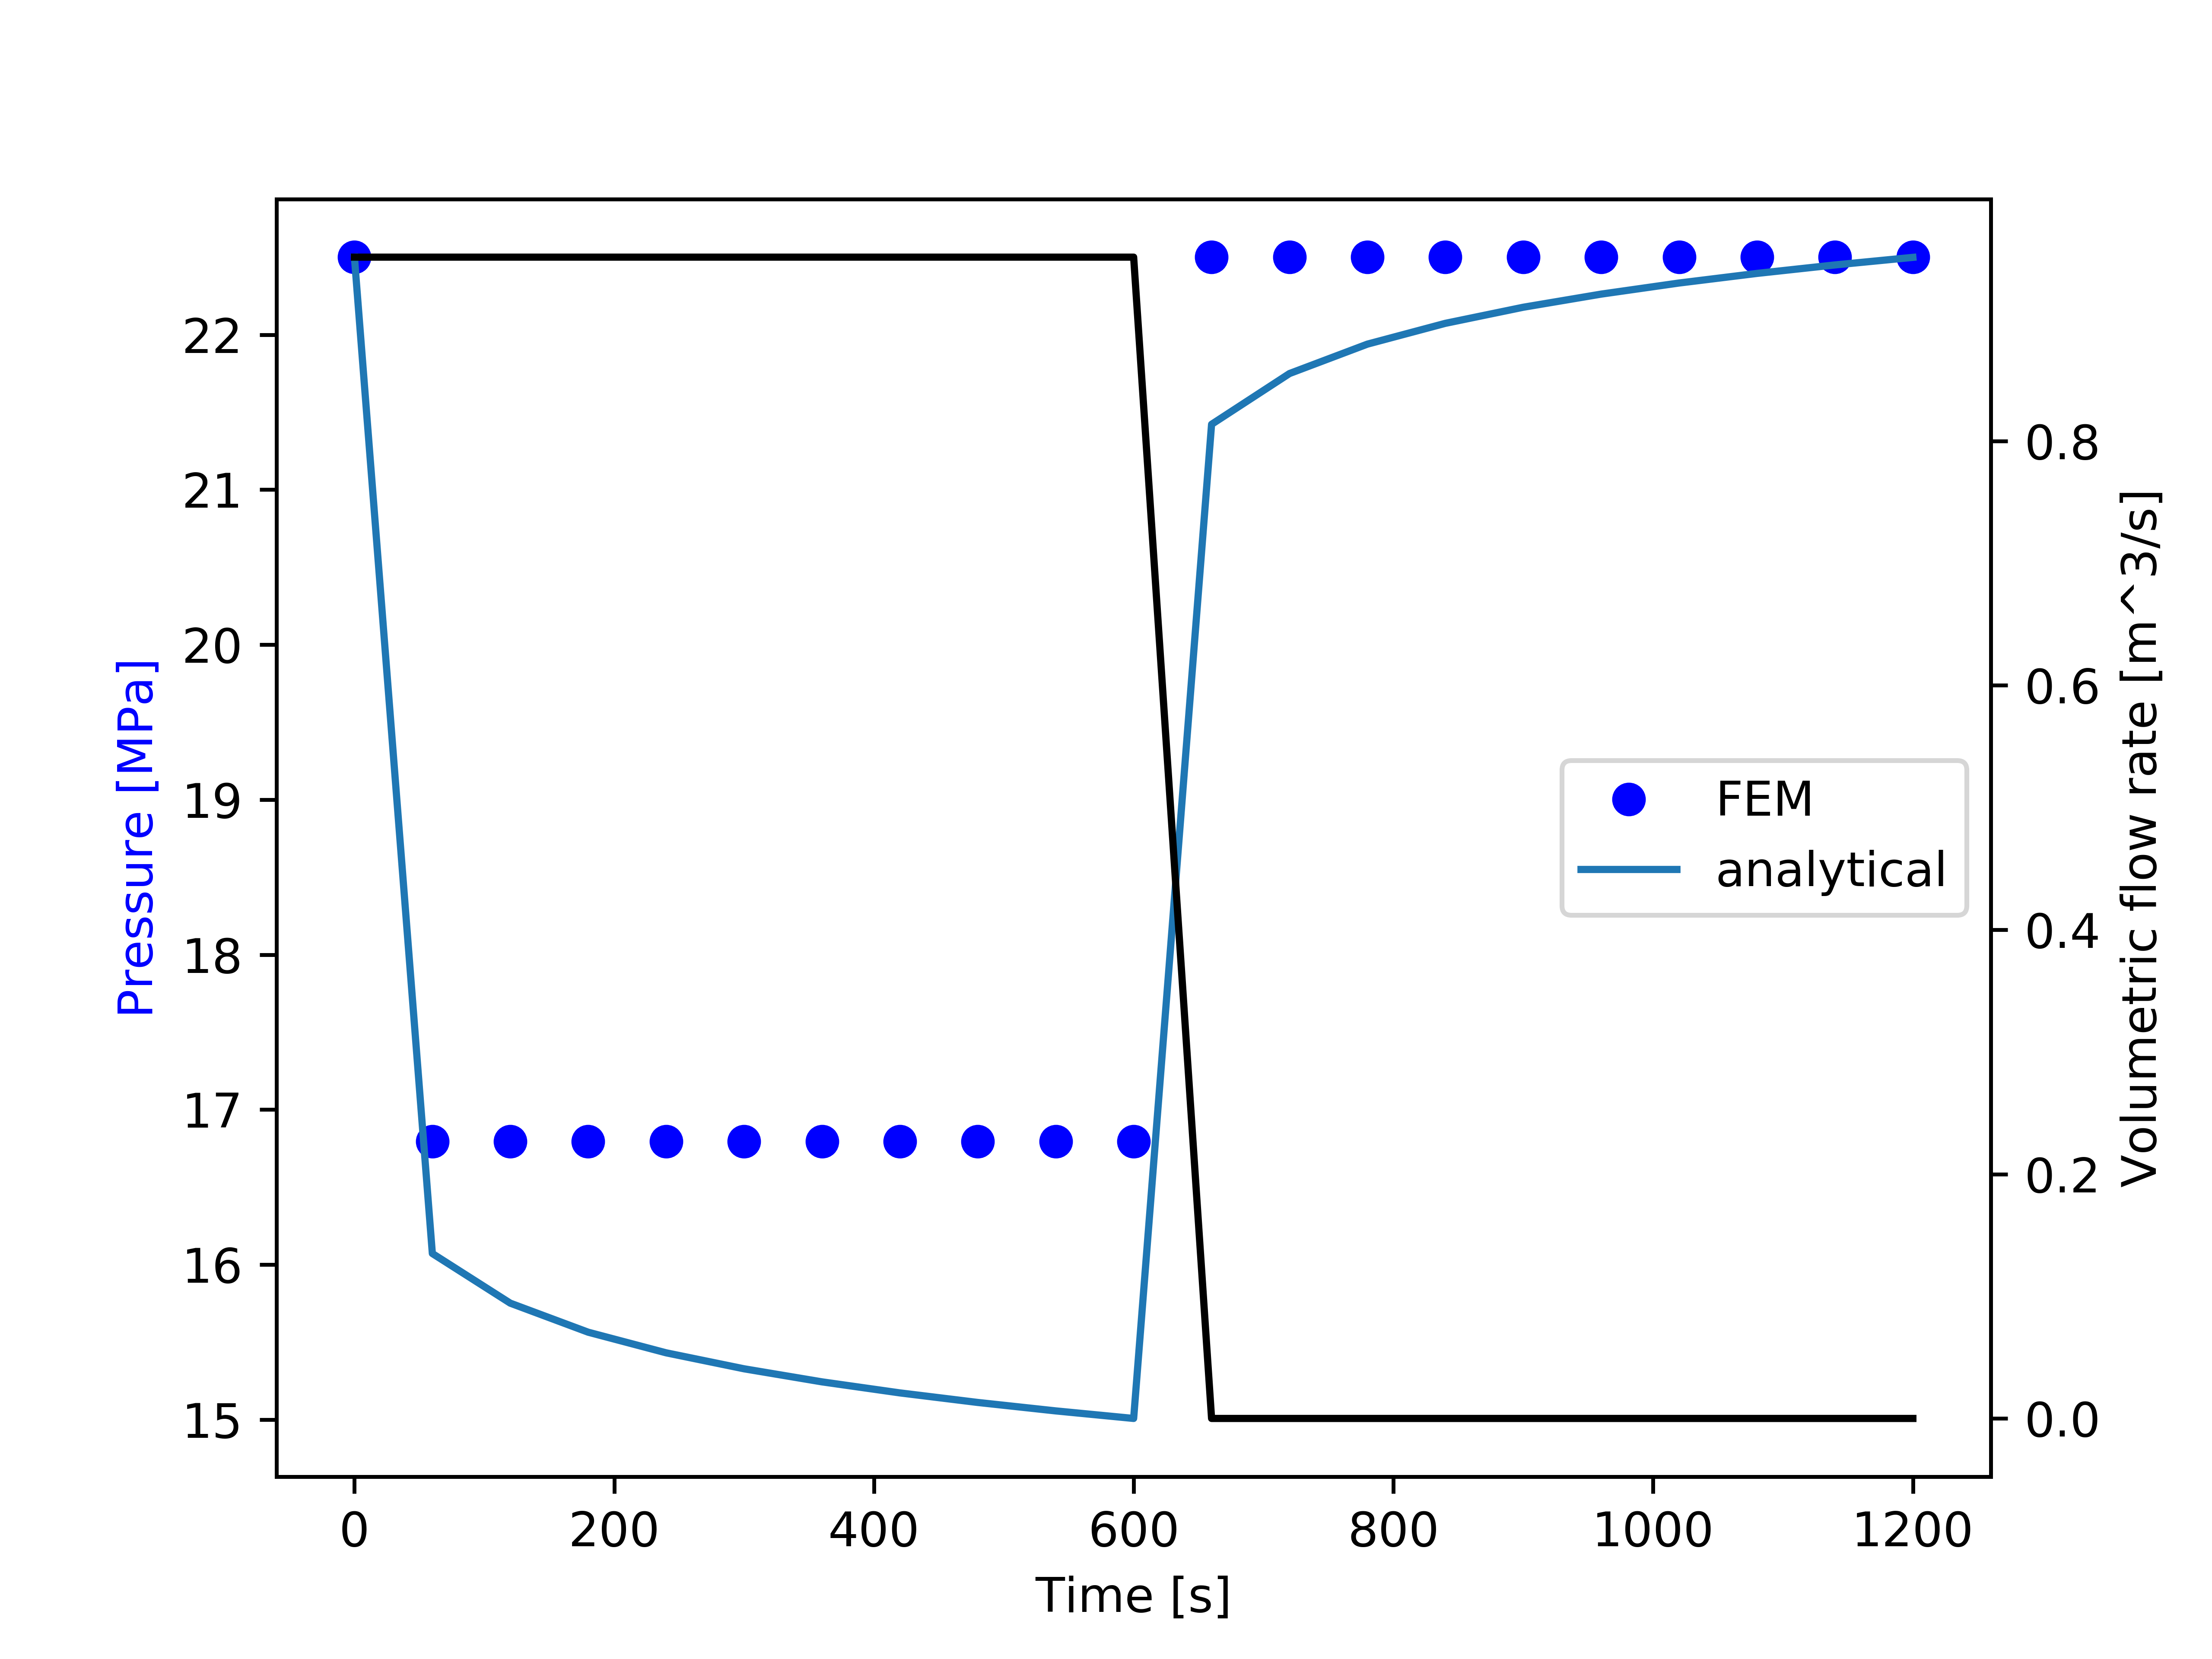 22
21
20
19
18
17
16
15
Pressure [MPa]
0.8
0.6
0.4
0.2
0.0
Volumetric flow rate [m^3/s]
FEM
analytical
0 200 400 600 800 1000 1200
Time [s]